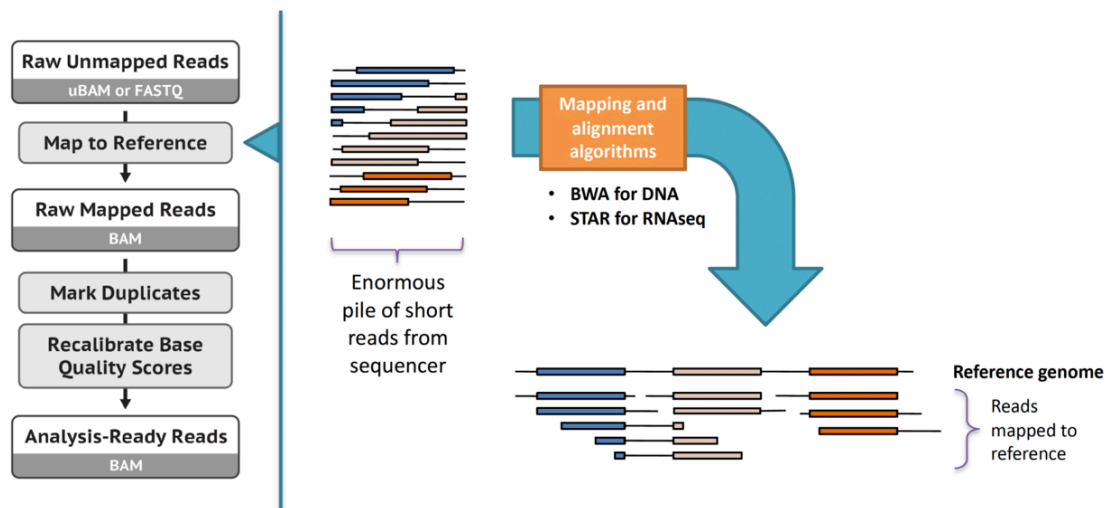 Raw Unmapped Reads
uBAM or FASTQ
Map to Reference
Raw Mapped Reads
BAM
Mark Duplicates
Recalibrate Base
Quality Scores
Analysis-Ready Reads
BAM
Enormous
pile of short
reads from
sequencer
Mapping and
alignment
algorithms
• BWA for DNA
• STAR for RNAseq
Reference genome
Reads
mapped to
reference